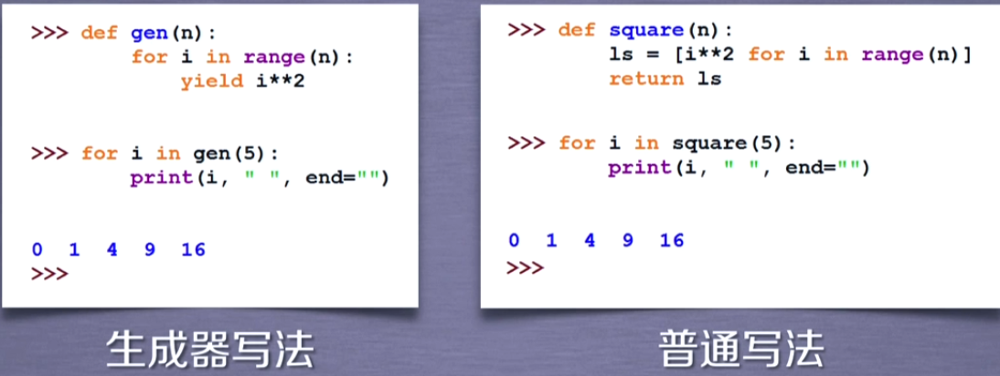 >>> def gen(n):
        for i in range(n):
            yield i**2
>>> for i in gen(5):
        print(i, " ", end="")
0  1  4  9  16
>>>
生成器写法
>>> def square(n):
        ls = [i**2 for i in range(n)]
        return ls
>>> for i in square(5):
        print(i, " ", end="")
0  1  4  9  16
>>>
普通写法